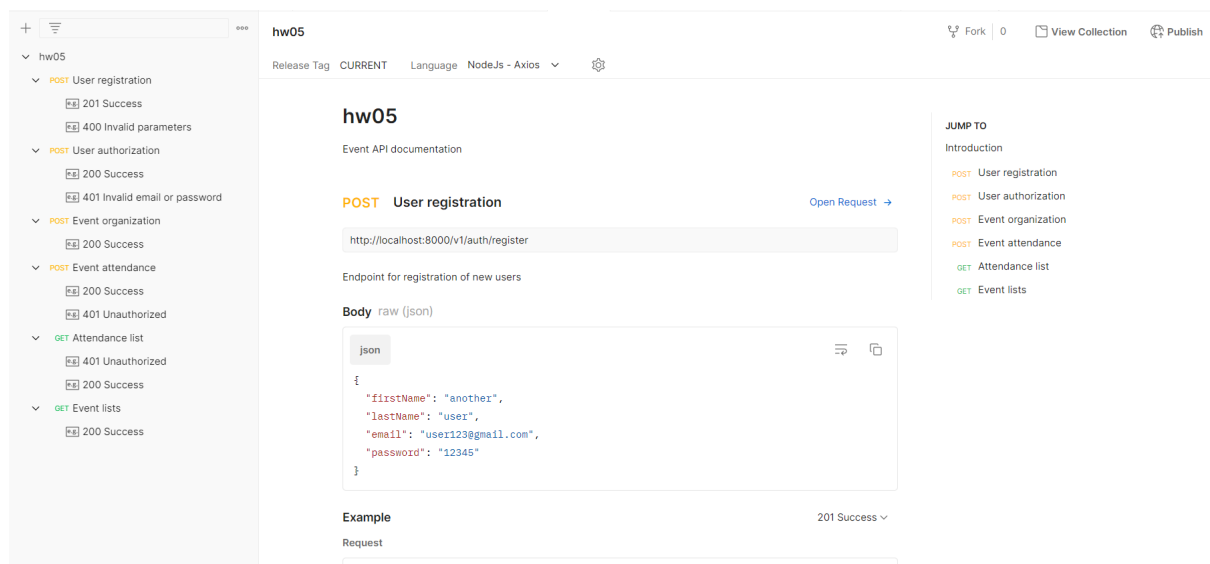 hw05
POST User registration
e.g. 201 Success
e.g. 400 Invalid parameters
POST User authorization
e.g. 200 Success
e.g. 401 Invalid email or password
POST Event organization
e.g. 200 Success
POST Event attendance
e.g. 200 Success
e.g. 401 Unauthorized
GET Attendance list
e.g. 401 Unauthorized
e.g. 200 Success
GET Event lists
e.g. 200 Success
hw05
Fork 0 View Collection Publish
Release Tag CURRENT Language NodeJs - Axios
hw05
Event API documentation
POST User registration Open Request →
http://localhost:8000/v1/auth/register
Endpoint for registration of new users
Body raw (json)
json
{
"firstName": "another",
"lastName": "user",
"email": "user123@gmail.com",
"password": "12345"
}
Example 201 Success
Request
JUMP TO
Introduction
POST User registration
POST User authorization
POST Event organization
POST Event attendance
GET Attendance list
GET Event lists